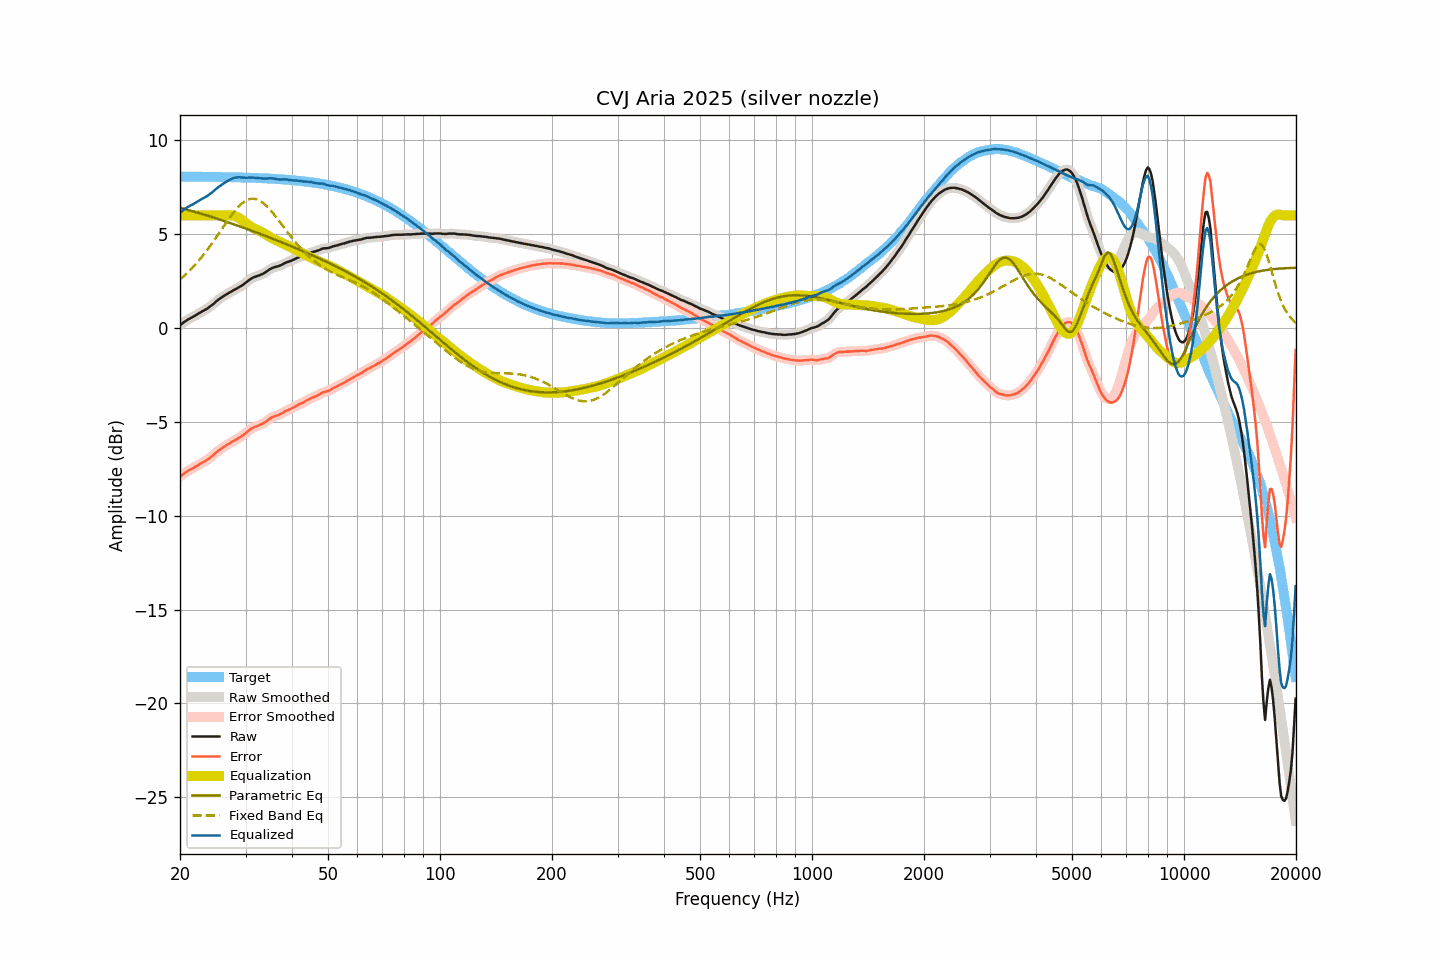 CVJ Aria 2025 (silver nozzle)
10
5
0
−5
−10
−15
−20
−25
Amplitude (dBr)
Target
Raw Smoothed
Error Smoothed
Raw
Error
Equalization
Parametric Eq
Fixed Band Eq
Equalized
20 50 100 200 500 1000 2000 5000 10000 20000
Frequency (Hz)